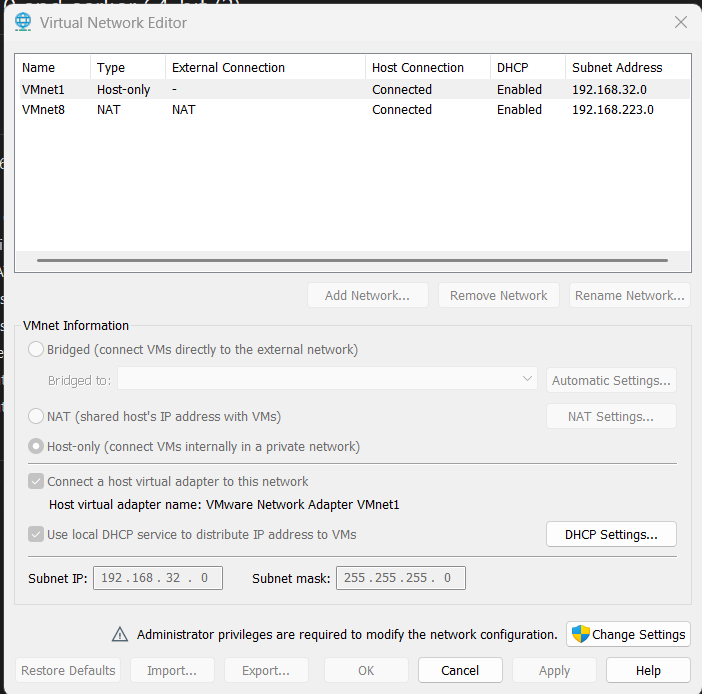 Virtual Network Editor
Name Type External Connection Host Connection DHCP Subnet Address
VMnet1 Host-only - Connected Enabled 192.168.32.0
VMnet8 NAT NAT Connected Enabled 192.168.223.0
Add Network... Remove Network Rename Network...
VMnet Information
Bridged (connect VMs directly to the external network)
Bridged to: Automatic Settings...
NAT (shared host's IP address with VMs) NAT Settings...
Host-only (connect VMs internally in a private network)
Connect a host virtual adapter to this network
Host virtual adapter name: VMware Network Adapter VMnet1
Use local DHCP service to distribute IP address to VMs DHCP Settings...
Subnet IP: 192 . 168 . 32 . 0 Subnet mask: 255 . 255 . 255 . 0
Administrator privileges are required to modify the network configuration. Change Settings
Restore Defaults Import... Export... OK Cancel Apply Help